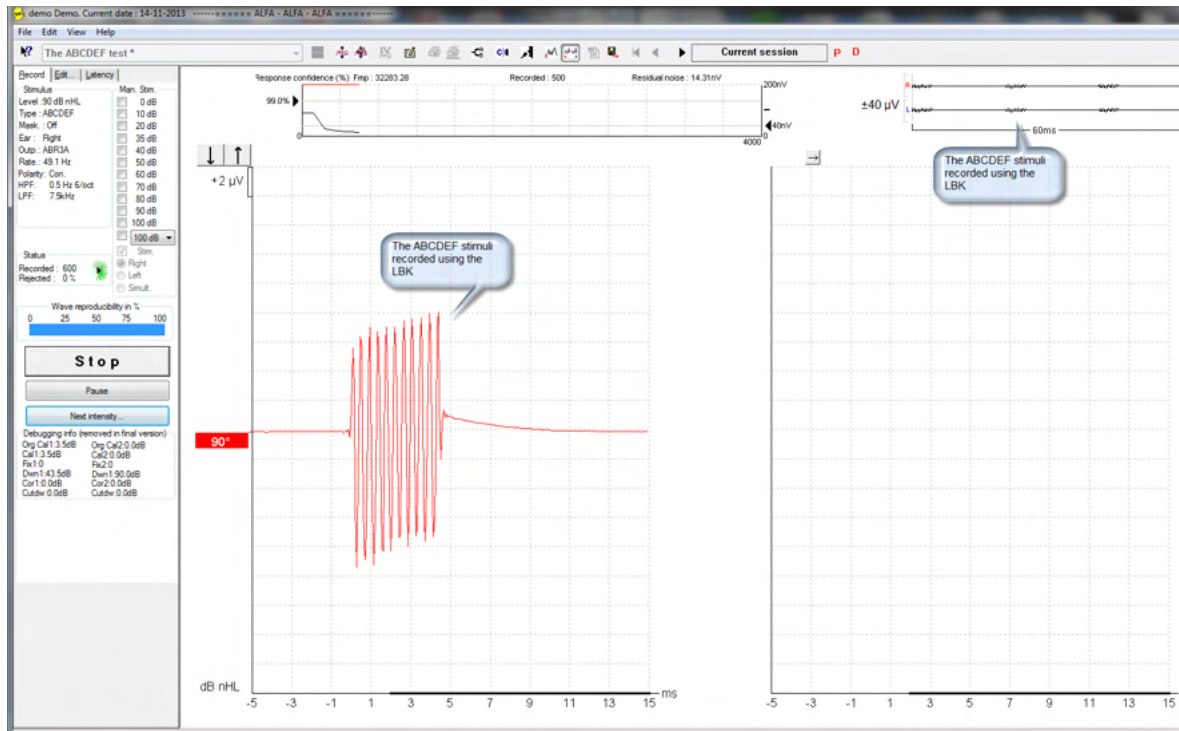 demo Demo. Current date : 14-11-2013 ------====== ALFA - ALFA - ALFA ======------
File Edit View Help
The ABCDEF test *
Current session
P D
Record Edit... Latency
Stimulus
Level :90 dB nHL
Type : ABCDEF
Mask. : Off
Ear : Right
Outp.: ABR3A
Rate.: 49.1 Hz
Polarity: Con.
HPF: 0.5 Hz 6/oct
LPF: 7.5kHz
Man. Stim.
0 dB
10 dB
20 dB
35 dB
40 dB
50 dB
60 dB
70 dB
80 dB
90 dB
100 dB
100 dB
Stim.
Right
Left
Simult.
Status
Recorded : 600
Rejected : 0 %
Wave reproducibility in %
0 25 50 75 100
Stop
Pause
Next intensity...
Debugging info (removed in final version)
Org Cal1:3.5dB Org Cal2:0.0dB
Cal1:3.5dB Cal2:0.0dB
Fix1:0 Fix2:0
Dwn1:43.5dB Dwn1:90.0dB
Cor1:0.0dB Cor2:0.0dB
Cutdw:0.0dB Cutdw:0.0dB
Response confidence (%) Fmp : 32283.28 Recorded : 500 Residual noise : 14.31nV
99.0%
200nV
40nV
0
0
4000
±40 µV
R
L
60ms
+2 µV
The ABCDEF stimuli
recorded using the
LBK
The ABCDEF stimuli
recorded using the
LBK
90°
dB nHL
ms
-5 -3 -1 1 3 5 7 9 11 13 15
-5 -3 -1 1 3 5 7 9 11 13 15